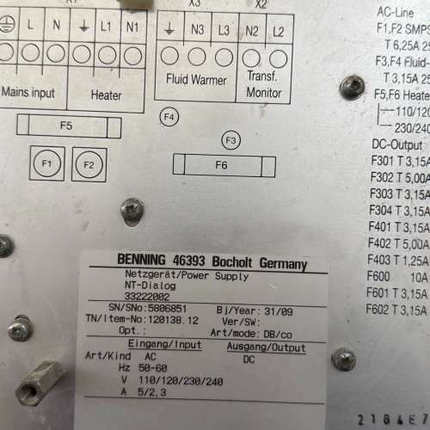 X3
X2
L N L1 N1
N3 L3 N2 L2
Mains input
Heater
Fluid Warmer
Transf.
Monitor
F5
F4
F3
F1 F2
F6
AC-Line
F1,F2 SMPS
T 6,25A
F3,F4 Fluid-
T 3,15A
F5,F6 Heater
110/120
230/240
DC-Output
F301 T 3,15A
F302 T 5,00A
F303 T 3,15A
F304 T 3,15A
F401 T 3,15A
F402 T 5,00A
F403 T 1,25A
F600 10A
F601 T 3,15A
F602 T 3,15A
BENNING 46393 Bocholt Germany
Netzgerät/Power Supply
NT-Dialog
33222002
SN/SNo: 5806851 Bj/Year: 31/09
TN/Item-No: 120138.12 Ver/SW:
Opt.: Art/mode: DB/co
Eingang/Input Ausgang/Output
Art/Kind AC DC
Hz 50-60
V 110/120/230/240
A 5/2,3